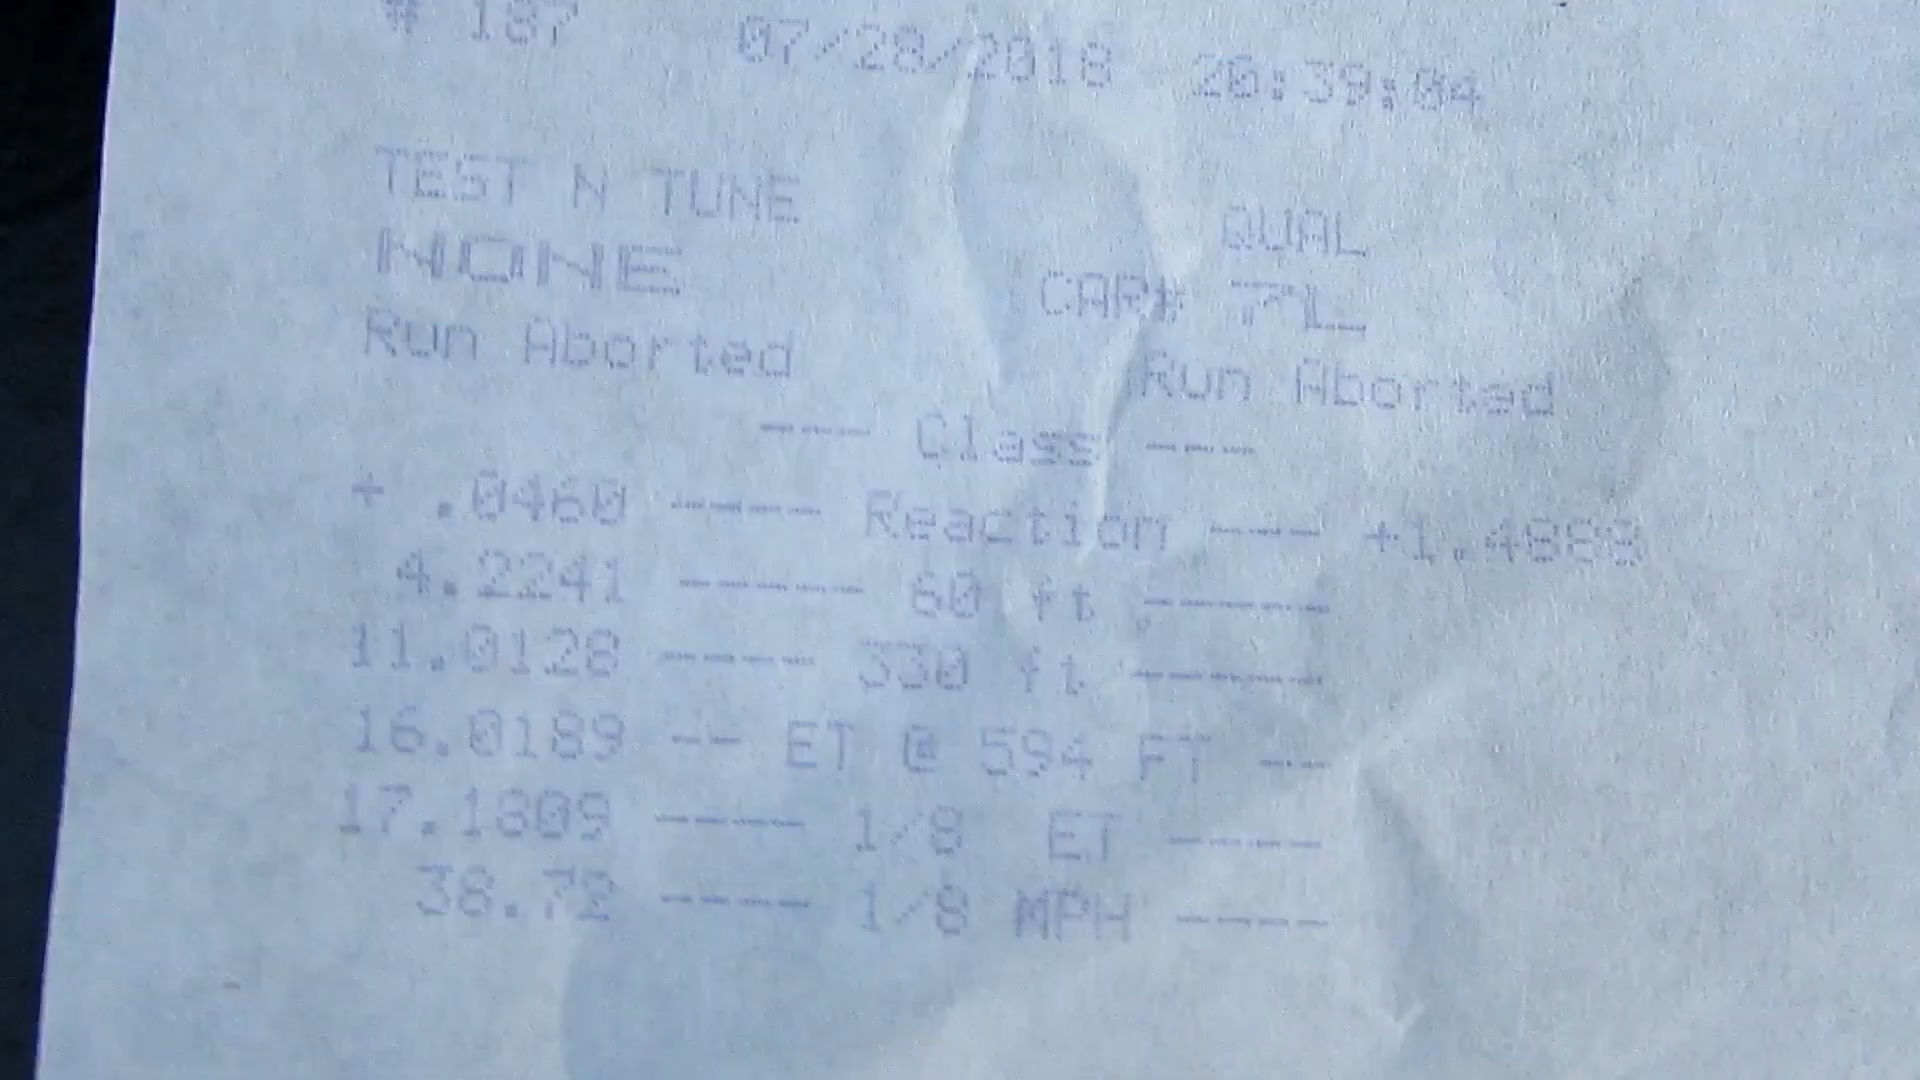 # 187 07/28/2018 20:39:04
TEST N TUNE QUAL
NONE CAR# 7L
Run Aborted Run Aborted
---- Class ----
+ .0460 ---- Reaction --- +1.4888
4.2241 ----- 60 ft -----
11.0128 ---- 330 ft -----
16.0189 -- ET @ 594 FT --
17.1809 ---- 1/8 ET ----
38.72 ---- 1/8 MPH ----